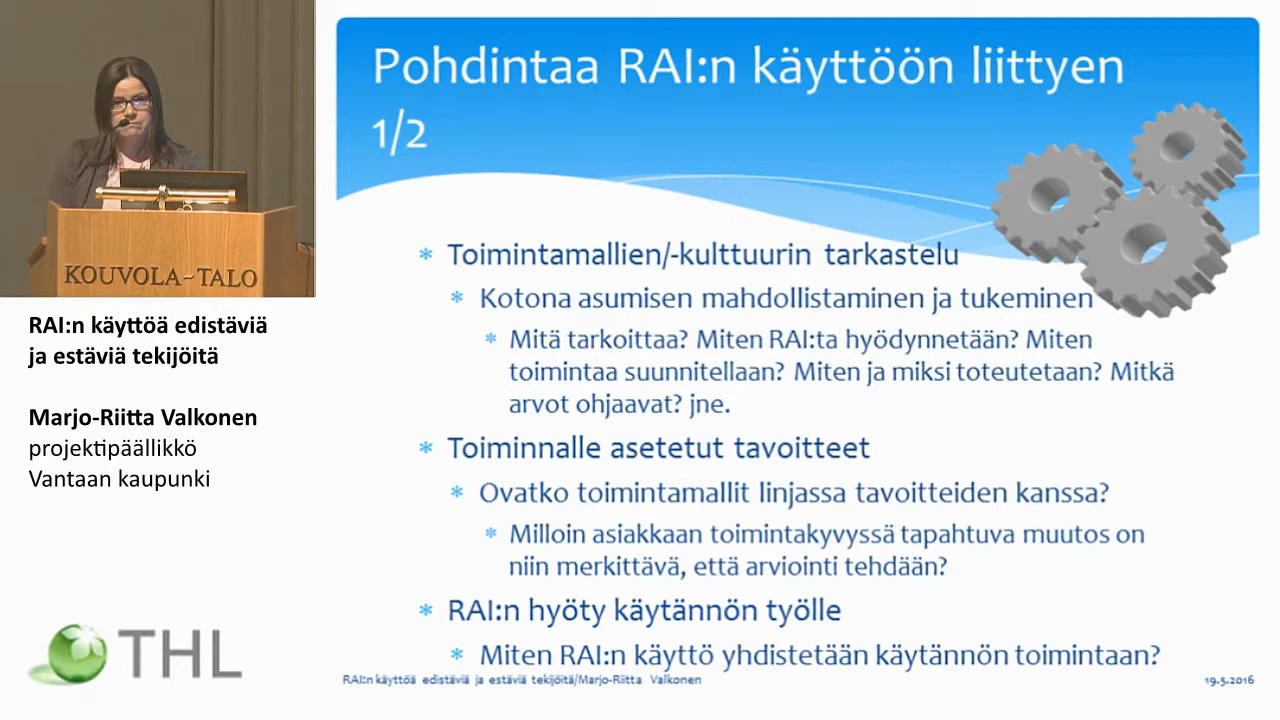 Pohdintaa RAI:n käyttöön liittyen
1/2
KOUVOLA-TALO
RAI:n käyttöä edistäviä
ja estäviä tekijöitä
Marjo-Riitta Valkonen
projektipäällikkö
Vantaan kaupunki
THL
* Toimintamallien/-kulttuurin tarkastelu
* Kotona asumisen mahdollistaminen ja tukeminen
* Mitä tarkoittaa? Miten RAI:ta hyödynnetään? Miten
toimintaa suunnitellaan? Miten ja miksi toteutetaan? Mitkä
arvot ohjaavat? jne.
* Toiminnalle asetetut tavoitteet
* Ovatko toimintamallit linjassa tavoitteiden kanssa?
* Milloin asiakkaan toimintakyvyssä tapahtuva muutos on
niin merkittävä, että arviointi tehdään?
* RAI:n hyöty käytännön työlle
* Miten RAI:n käyttö yhdistetään käytännön toimintaan?
RAI:n käyttöä edistäviä ja estäviä tekijöitä/Marjo-Riitta Valkonen
19.5.2016